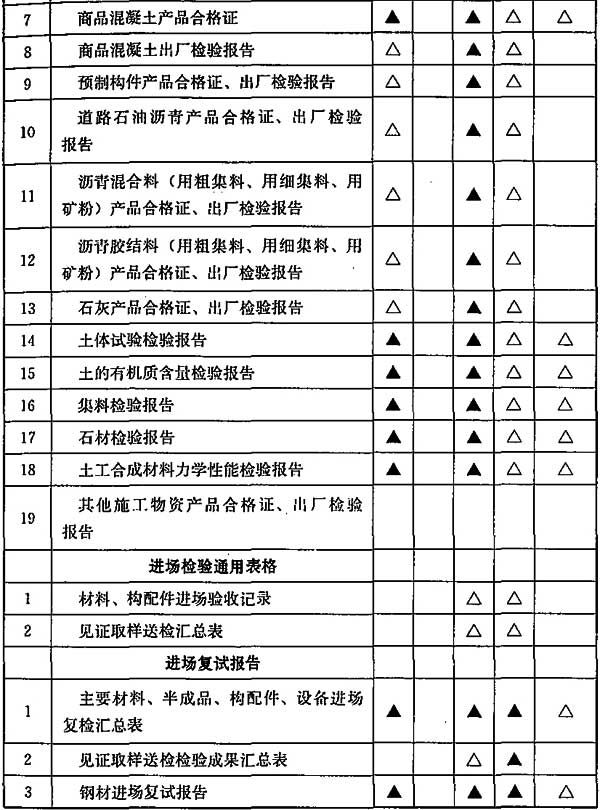 7 商品混凝土产品合格证 ▲ ▲ △ △
8 商品混凝土出厂检验报告 △ ▲ △
9 预制构件产品合格证、出厂检验报告 △ ▲ △
10 道路石油沥青产品合格证、出厂检验 △ ▲ △
报告
11 沥青混合料（用粗集料、用细集料、用 △ ▲ △
矿粉）产品合格证、出厂检验报告
12 沥青胶结料（用粗集料、用细集料、用 △ ▲ △
矿粉）产品合格证、出厂检验报告
13 石灰产品合格证、出厂检验报告 △ ▲ △
14 土体试验检验报告 ▲ ▲ △ △
15 土的有机质含量检验报告 ▲ ▲ △ △
16 集料检验报告 ▲ ▲ △ △
17 石材检验报告 ▲ ▲ △ △
18 土工合成材料力学性能检验报告 ▲ ▲ △ △
19 其他施工物资产品合格证、出厂检验
报告
进场检验通用表格
1 材料、构配件进场验收记录 △ △
2 见证取样送检汇总表 △ △
进场复试报告
1 主要材料、半成品、构配件、设备进场 ▲ ▲ ▲ △
复检汇总表
2 见证取样送检检验成果汇总表 △ ▲
3 钢材进场复试报告 ▲ ▲ ▲ △